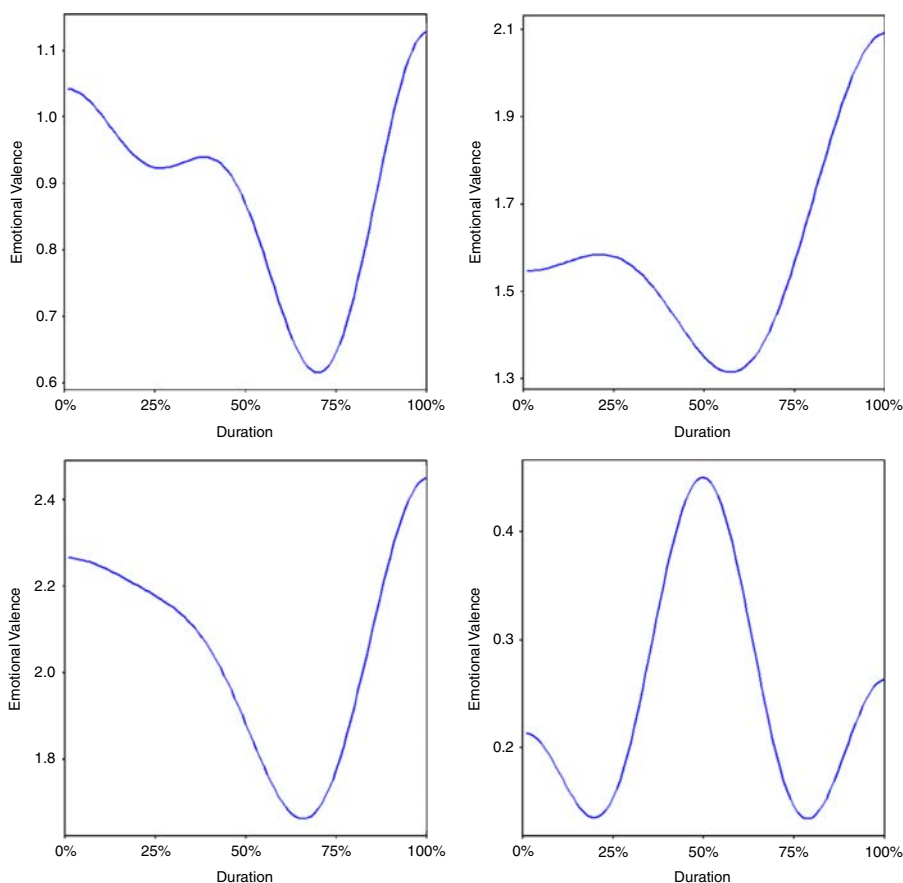 1.1
1.0
0.9
0.8
0.7
0.6
Emotional Valence
0% 25% 50% 75% 100%
Duration
2.1
1.9
1.7
1.5
1.3
Emotional Valence
0% 25% 50% 75% 100%
Duration
2.4
2.2
2.0
1.8
Emotional Valence
0% 25% 50% 75% 100%
Duration
0.4
0.3
0.2
Emotional Valence
0% 25% 50% 75% 100%
Duration